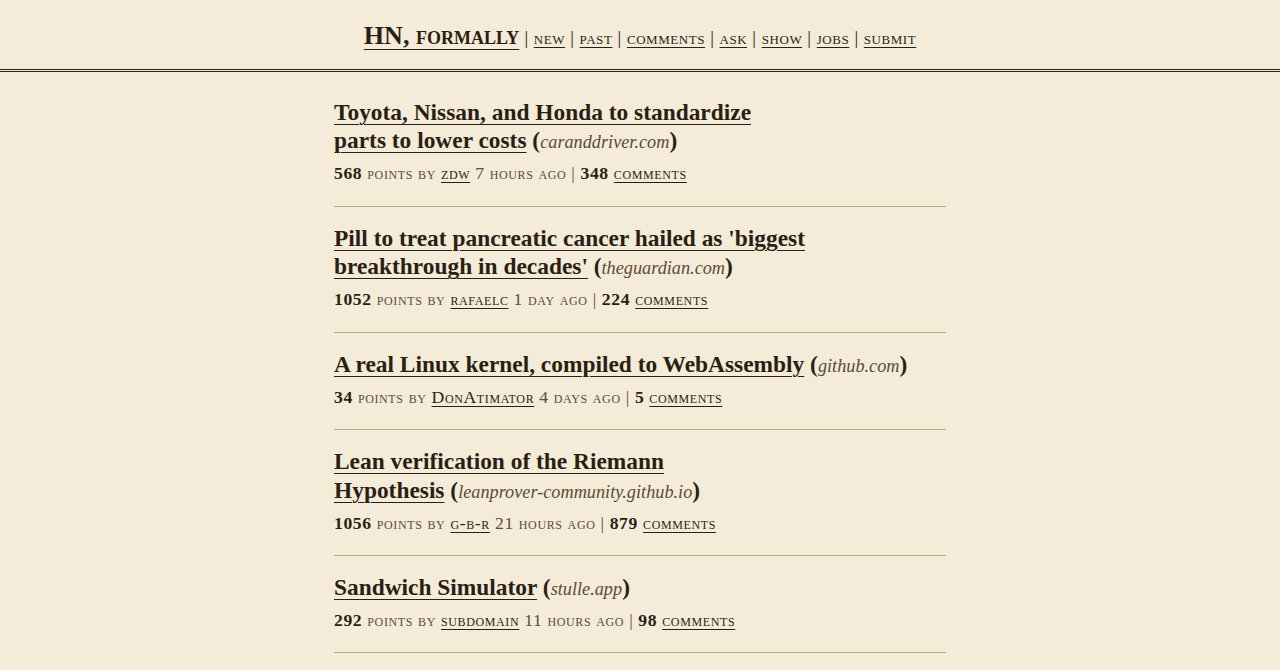 HN, formally | new | past | comments | ask | show | jobs | submit
Toyota, Nissan, and Honda to standardize
parts to lower costs (caranddriver.com)
568 points by zdw 7 hours ago | 348 comments
Pill to treat pancreatic cancer hailed as 'biggest
breakthrough in decades' (theguardian.com)
1052 points by rafaelc 1 day ago | 224 comments
A real Linux kernel, compiled to WebAssembly (github.com)
34 points by DonAtimator 4 days ago | 5 comments
Lean verification of the Riemann
Hypothesis (leanprover-community.github.io)
1056 points by g-b-r 21 hours ago | 879 comments
Sandwich Simulator (stulle.app)
292 points by subdomain 11 hours ago | 98 comments